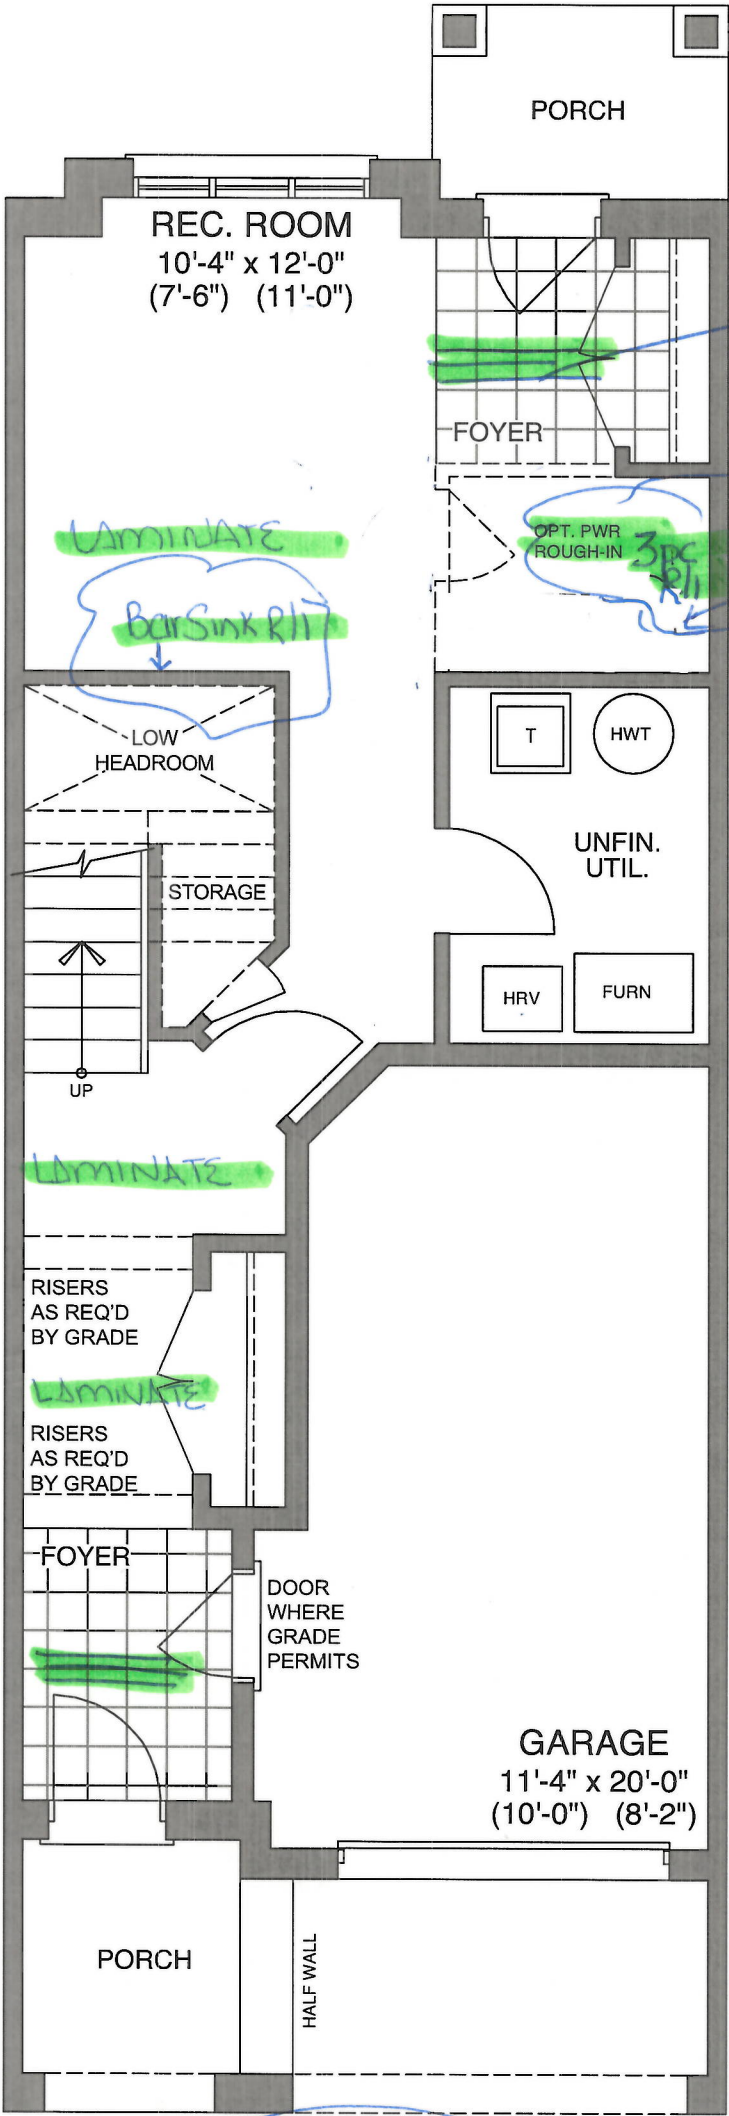 PORCH
REC. ROOM
10'-4" x 12'-0"
(7'-6") (11'-0")
FOYER
LAMINATE
OPT. PWR
ROUGH-IN
3pc
R/I
Bar Sink R/I
LOW
HEADROOM
T
HWT
UNFIN.
UTIL.
STORAGE
HRV
FURN
UP
LAMINATE
RISERS
AS REQ'D
BY GRADE
LAMINATE
RISERS
AS REQ'D
BY GRADE
FOYER
DOOR
WHERE
GRADE
PERMITS
GARAGE
11'-4" x 20'-0"
(10'-0") (8'-2")
PORCH
HALF WALL